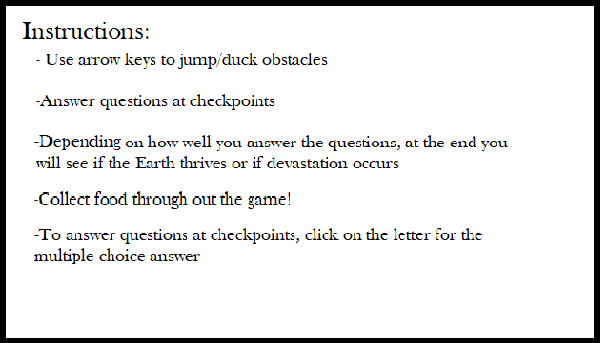 Instructions:
- Use arrow keys to jump/duck obstacles
-Answer questions at checkpoints
-Depending on how well you answer the questions, at the end you
will see if the Earth thrives or if devastation occurs
-Collect food through out the game!
-To answer questions at checkpoints, click on the letter for the
multiple choice answer